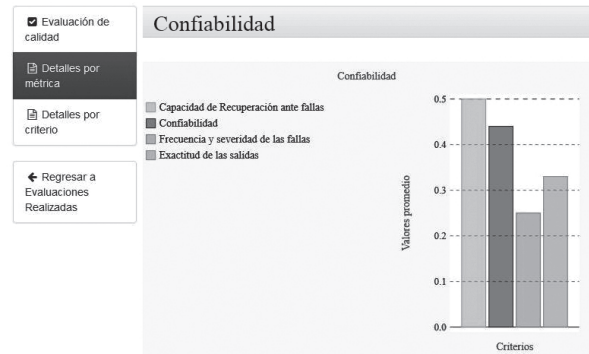 Evaluación de
calidad
Detalles por
métrica
Detalles por
criterio
Regresar a
Evaluaciones
Realizadas
Confiabilidad
Confiabilidad
Capacidad de Recuperación ante fallas
Confiabilidad
Frecuencia y severidad de las fallas
Exactitud de las salidas
Valores promedio
0.5
0.4
0.3
0.2
0.1
0.0
Criterios